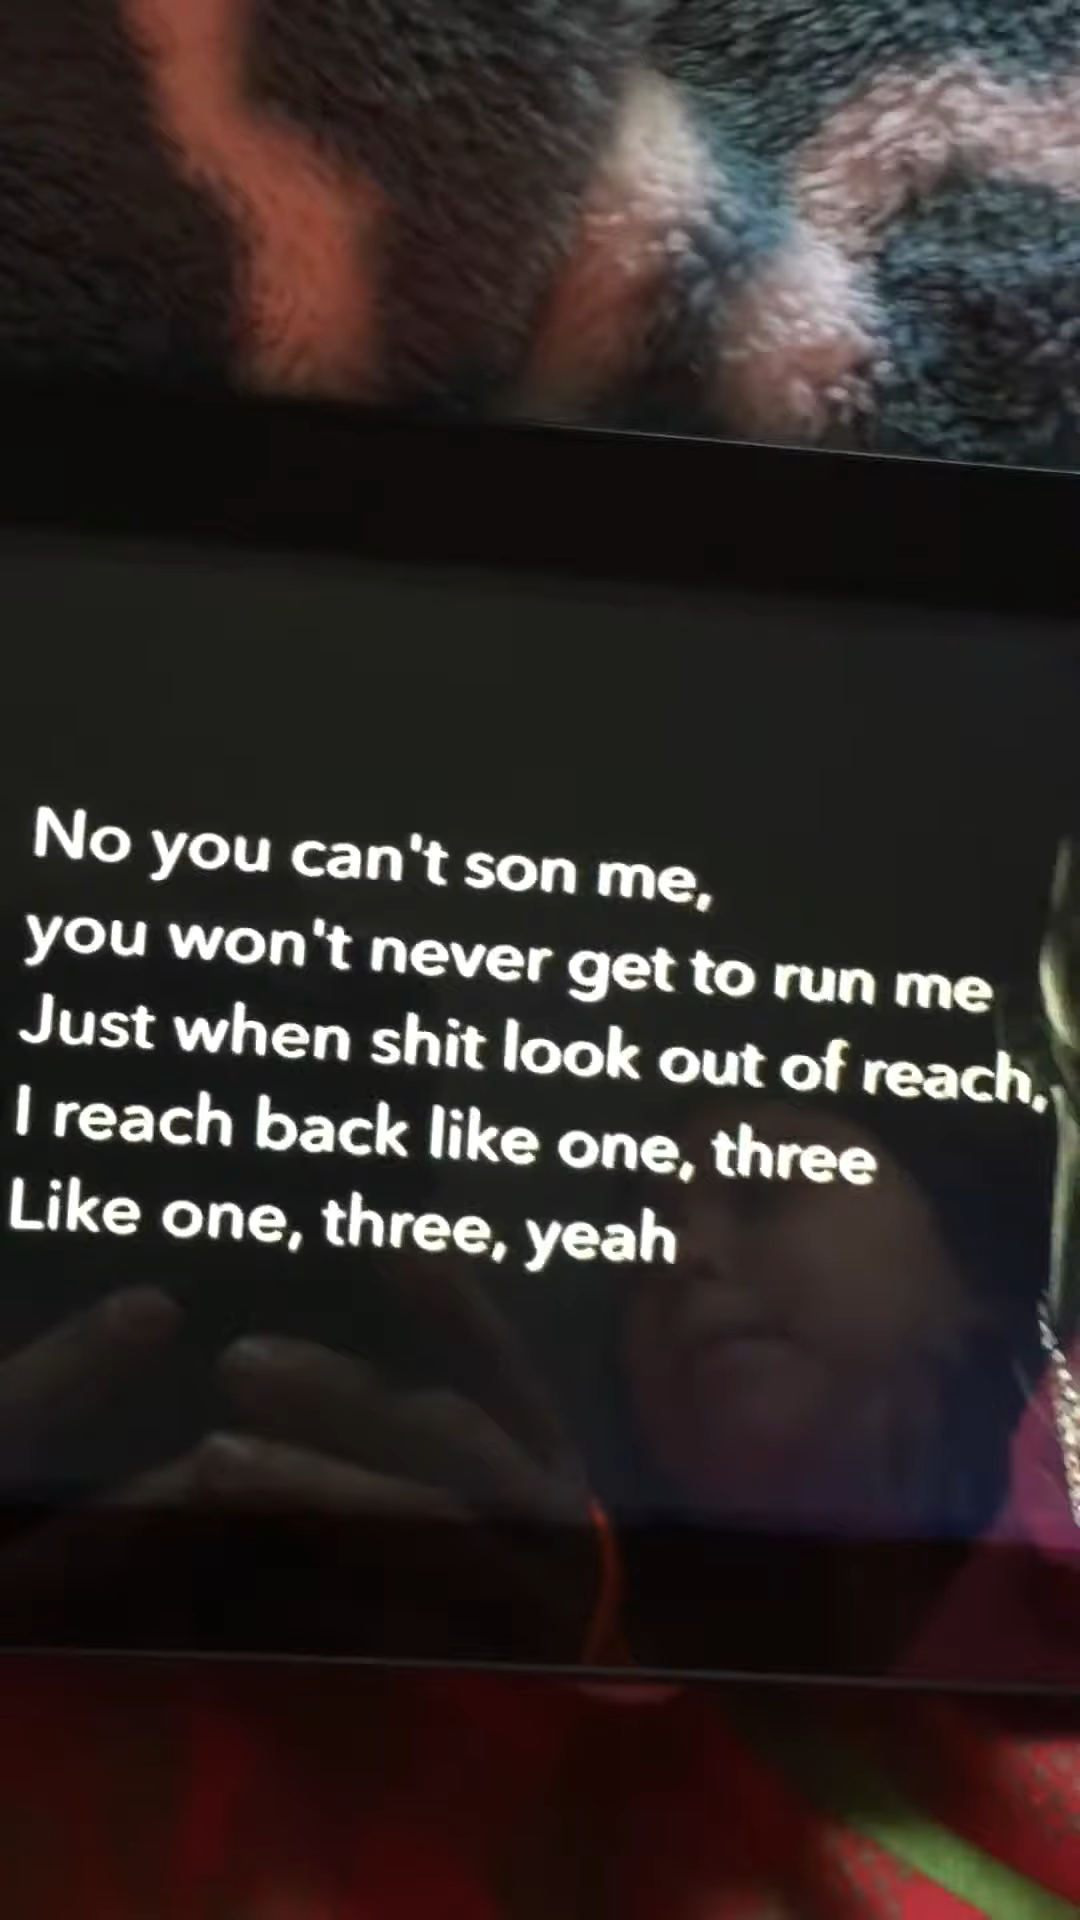 No you can't son me,
you won't never get to run me
Just when shit look out of reach,
I reach back like one, three
Like one, three, yeah